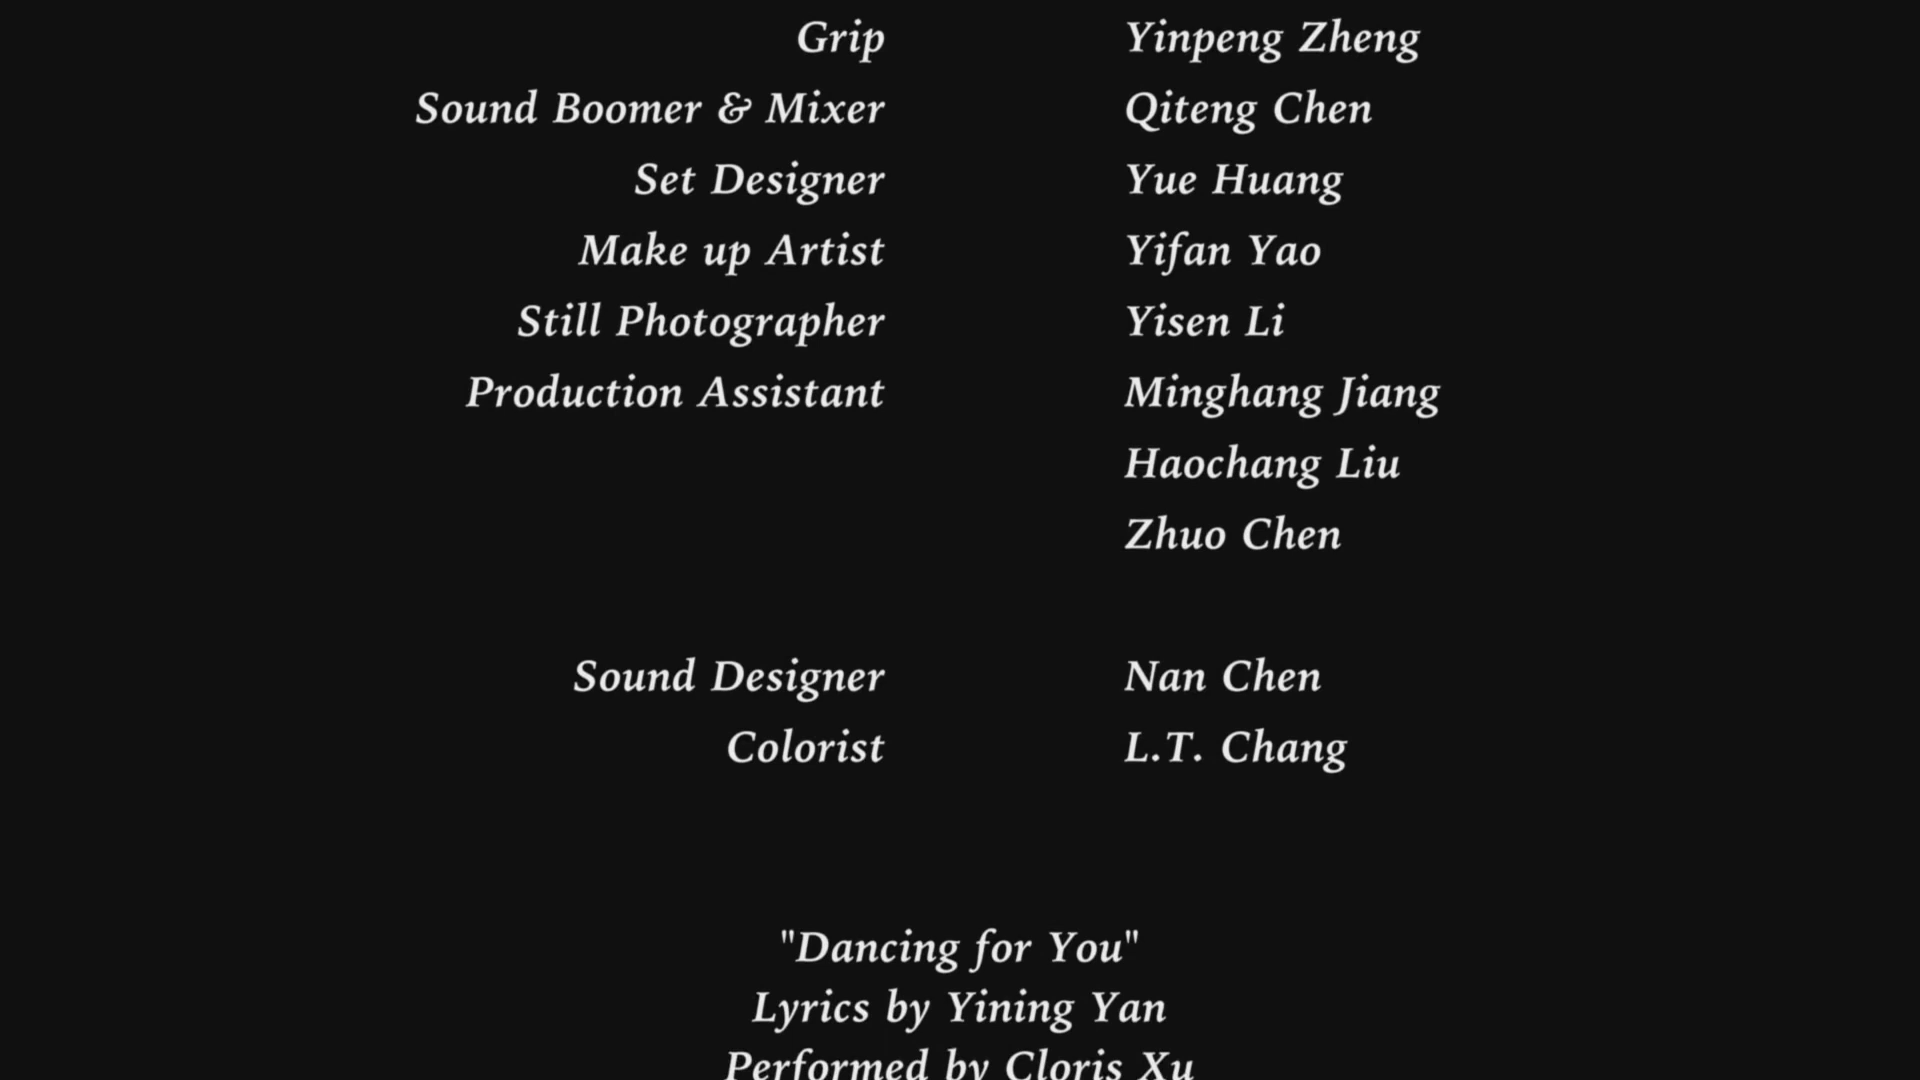 Grip Yinpeng Zheng
Sound Boomer & Mixer Qiteng Chen
Set Designer Yue Huang
Make up Artist Yifan Yao
Still Photographer Yisen Li
Production Assistant Minghang Jiang
Haochang Liu
Zhuo Chen
Sound Designer Nan Chen
Colorist L.T. Chang
"Dancing for You"
Lyrics by Yining Yan
Performed by Cloris Xu